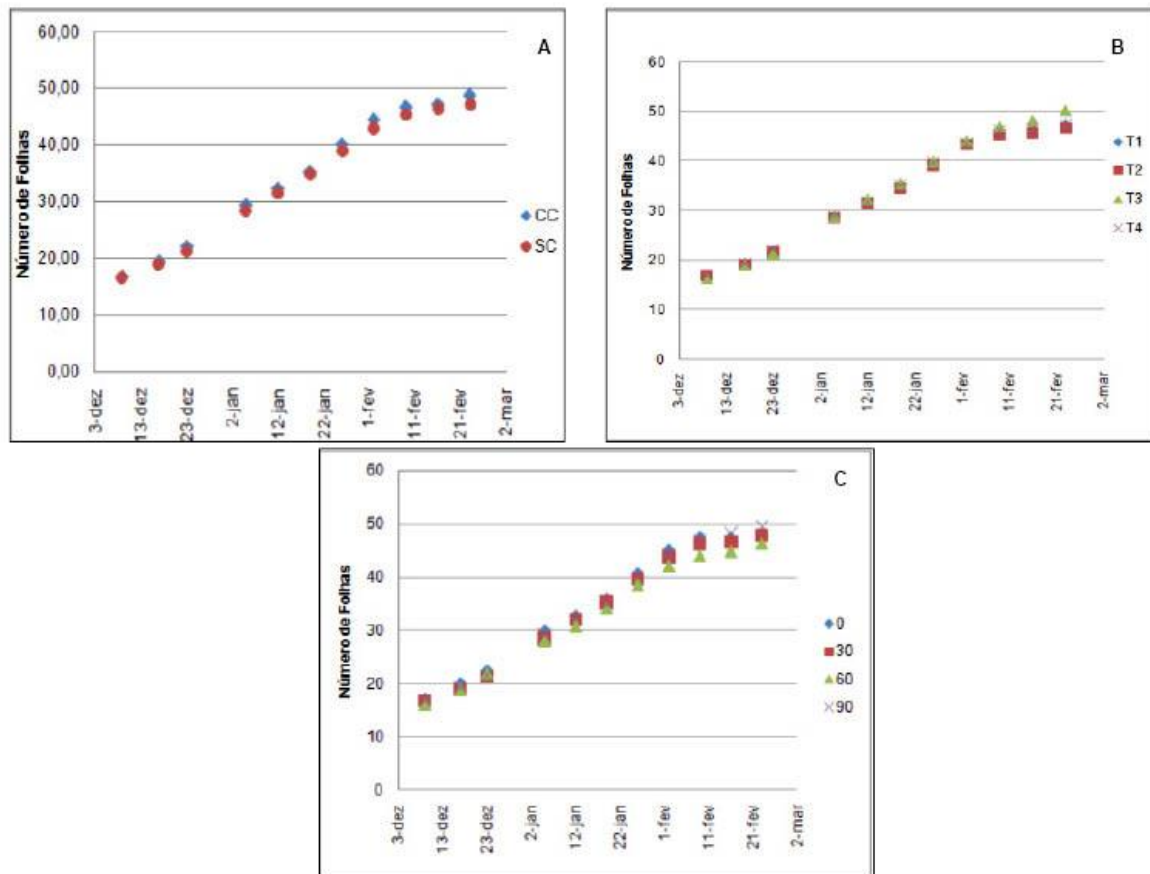 A
Número de Folhas
60,00
50,00
40,00
30,00
20,00
10,00
0,00
3-dez
13-dez
23-dez
2-jan
12-jan
22-jan
1-fev
11-fev
21-fev
2-mar
CC
SC
B
Número de Folhas
60
50
40
30
20
10
0
3-dez
13-dez
23-dez
2-jan
12-jan
22-jan
1-fev
11-fev
21-fev
2-mar
T1
T2
T3
T4
C
Número de Folhas
60
50
40
30
20
10
0
3-dez
13-dez
23-dez
2-jan
12-jan
22-jan
1-fev
11-fev
21-fev
2-mar
0
30
60
90